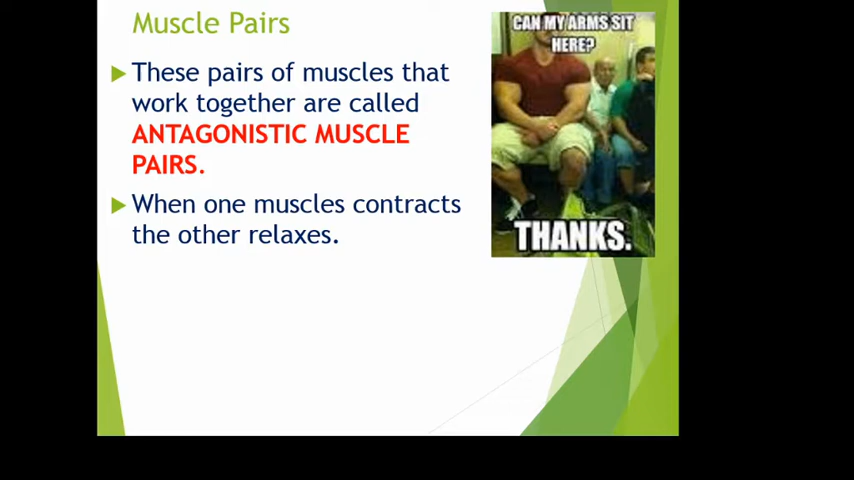 Muscle Pairs
These pairs of muscles that
work together are called
ANTAGONISTIC MUSCLE
PAIRS.
When one muscles contracts
the other relaxes.
CAN MY ARMS SIT
HERE?
THANKS.